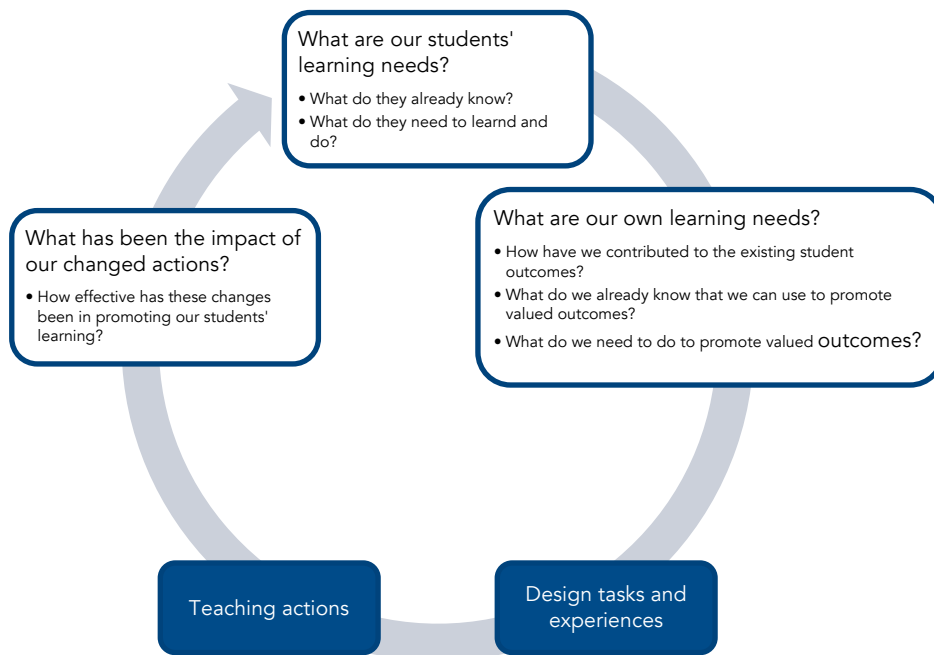 What are our students'
learning needs?
• What do they already know?
• What do they need to learnd and
do?
What are our own learning needs?
• How have we contributed to the existing student
outcomes?
• What do we already know that we can use to promote
valued outcomes?
• What do we need to do to promote valued outcomes?
Design tasks and
experiences
Teaching actions
What has been the impact of
our changed actions?
• How effective has these changes
been in promoting our students'
learning?